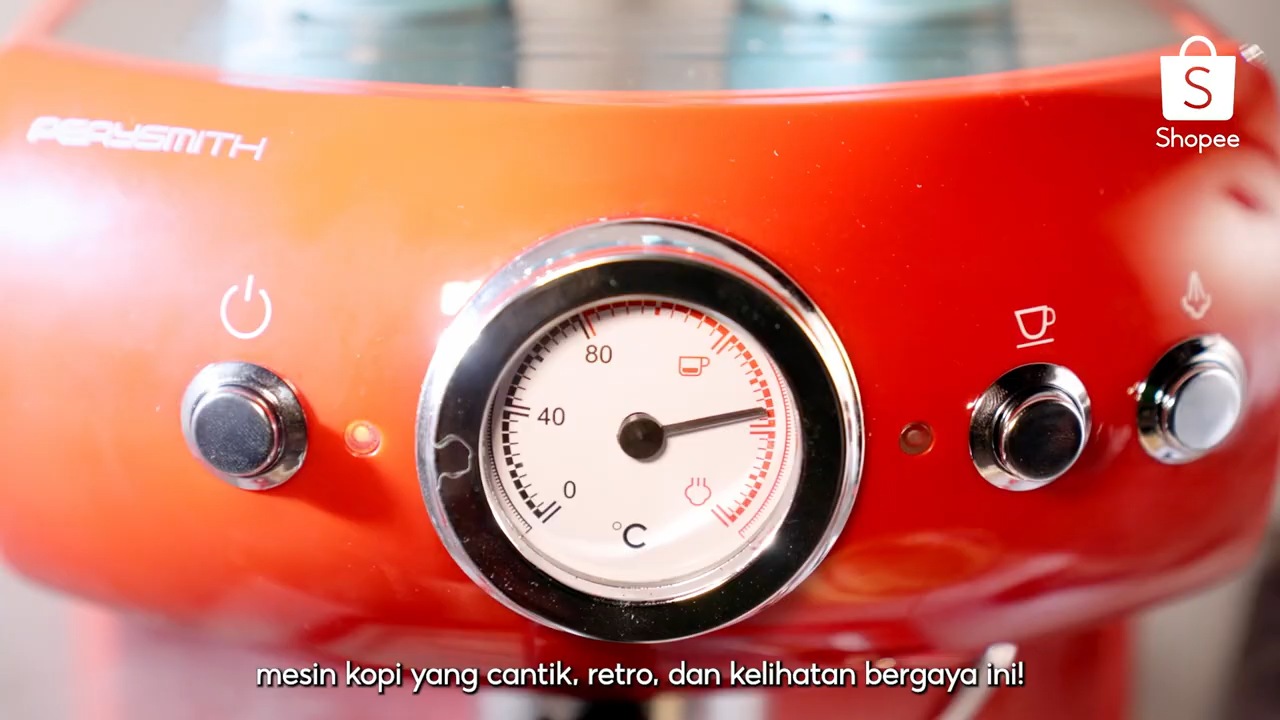 PERYSMITH
Shopee
80
40
0
°C
mesin kopi yang cantik, retro, dan kelihatan bergaya ini!